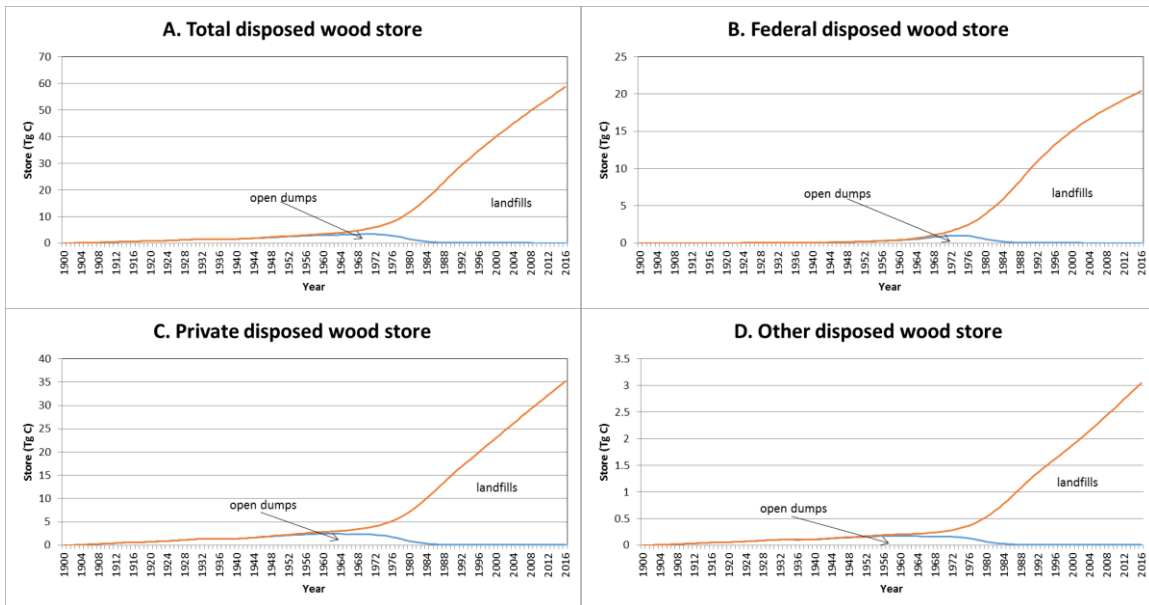 A. Total disposed wood store
70
60
50
40
30
20
10
0
Store (Tg C)
open dumps
landfills
1900 1904 1908 1912 1916 1920 1924 1928 1932 1936 1940 1944 1948 1952 1956 1960 1964 1968 1972 1976 1980 1984 1988 1992 1996 2000 2004 2008 2012 2016
Year
B. Federal disposed wood store
25
20
15
10
5
0
Store (Tg C)
open dumps
landfills
1900 1904 1908 1912 1916 1920 1924 1928 1932 1936 1940 1944 1948 1952 1956 1960 1964 1968 1972 1976 1980 1984 1988 1992 1996 2000 2004 2008 2012 2016
Year
C. Private disposed wood store
40
35
30
25
20
15
10
5
0
Store (Tg C)
open dumps
landfills
1900 1904 1908 1912 1916 1920 1924 1928 1932 1936 1940 1944 1948 1952 1956 1960 1964 1968 1972 1976 1980 1984 1988 1992 1996 2000 2004 2008 2012 2016
Year
D. Other disposed wood store
3.5
3
2.5
2
1.5
1
0.5
0
Store (Tg C)
open dumps
landfills
1900 1904 1908 1912 1916 1920 1924 1928 1932 1936 1940 1944 1948 1952 1956 1960 1964 1968 1972 1976 1980 1984 1988 1992 1996 2000 2004 2008 2012 2016
Year